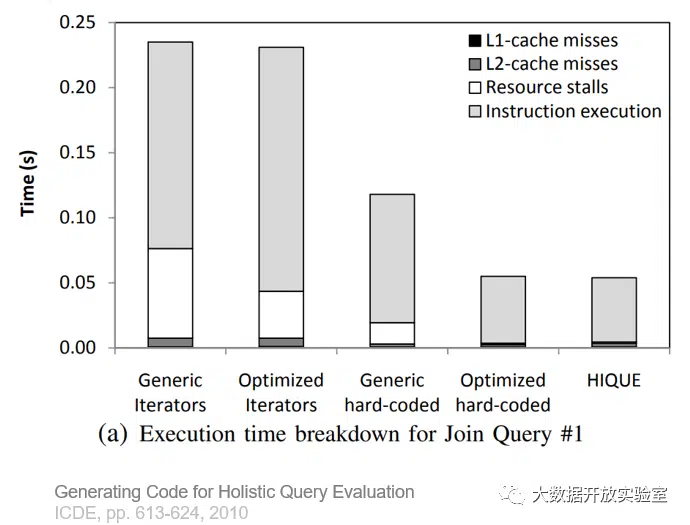 0.25
0.20
0.15
0.10
0.05
0.00
Time (s)
L1-cache misses
L2-cache misses
Resource stalls
Instruction execution
Generic Iterators
Optimized Iterators
Generic hard-coded
Optimized hard-coded
HIQUE
(a) Execution time breakdown for Join Query #1
Generating Code for Holistic Query Evaluation
ICDE, pp. 613-624, 2010
大数据开放实验室